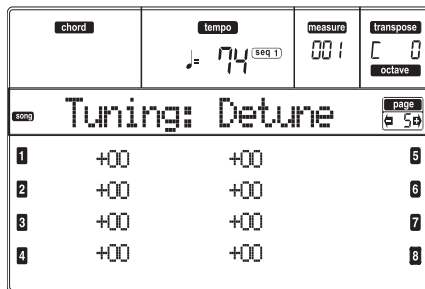 chord tempo measure transpose
♩= 74 seq 1 001 C 0
octave
song Tuning: Detune page
5
1 +00 +00 5
2 +00 +00 6
3 +00 +00 7
4 +00 +00 8